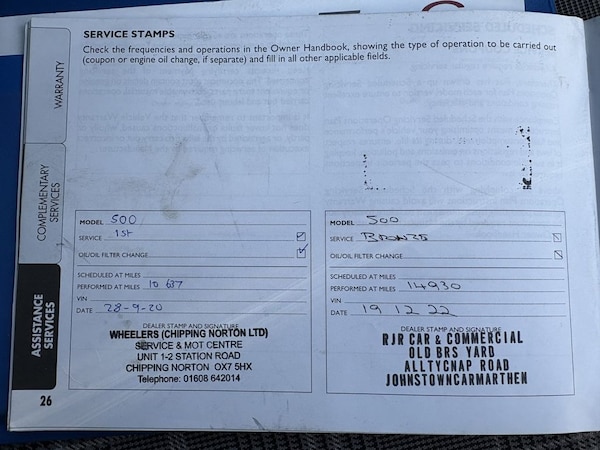 SERVICE STAMPS
Check the frequencies and operations in the Owner Handbook, showing the type of operation to be carried out
(coupon or engine oil change, if separate) and fill in all other applicable fields.
WARRANTY
COMPLEMENTARY
SERVICES
ASSISTANCE
SERVICES
MODEL 500
SERVICE 1st
OIL/OIL FILTER CHANGE
SCHEDULED AT MILES
PERFORMED AT MILES 10 637
VIN
DATE 28-9-20
DEALER STAMP AND SIGNATURE
WHEELERS (CHIPPING NORTON LTD)
SERVICE & MOT CENTRE
UNIT 1-2 STATION ROAD
CHIPPING NORTON OX7 5HX
Telephone: 01608 642014
MODEL 500
SERVICE BRONZE
OIL/OIL FILTER CHANGE
SCHEDULED AT MILES
PERFORMED AT MILES 14930
VIN
DATE 19 12 22
DEALER STAMP AND SIGNATURE
RJR CAR & COMMERCIAL
OLD BRS YARD
ALLTYCNAP ROAD
JOHNSTOWNCARMARTHEN
26